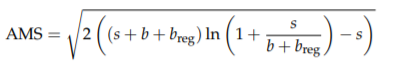 AMS = √(2((s + b + b_reg) ln(1 + s/(b + b_reg)) − s))